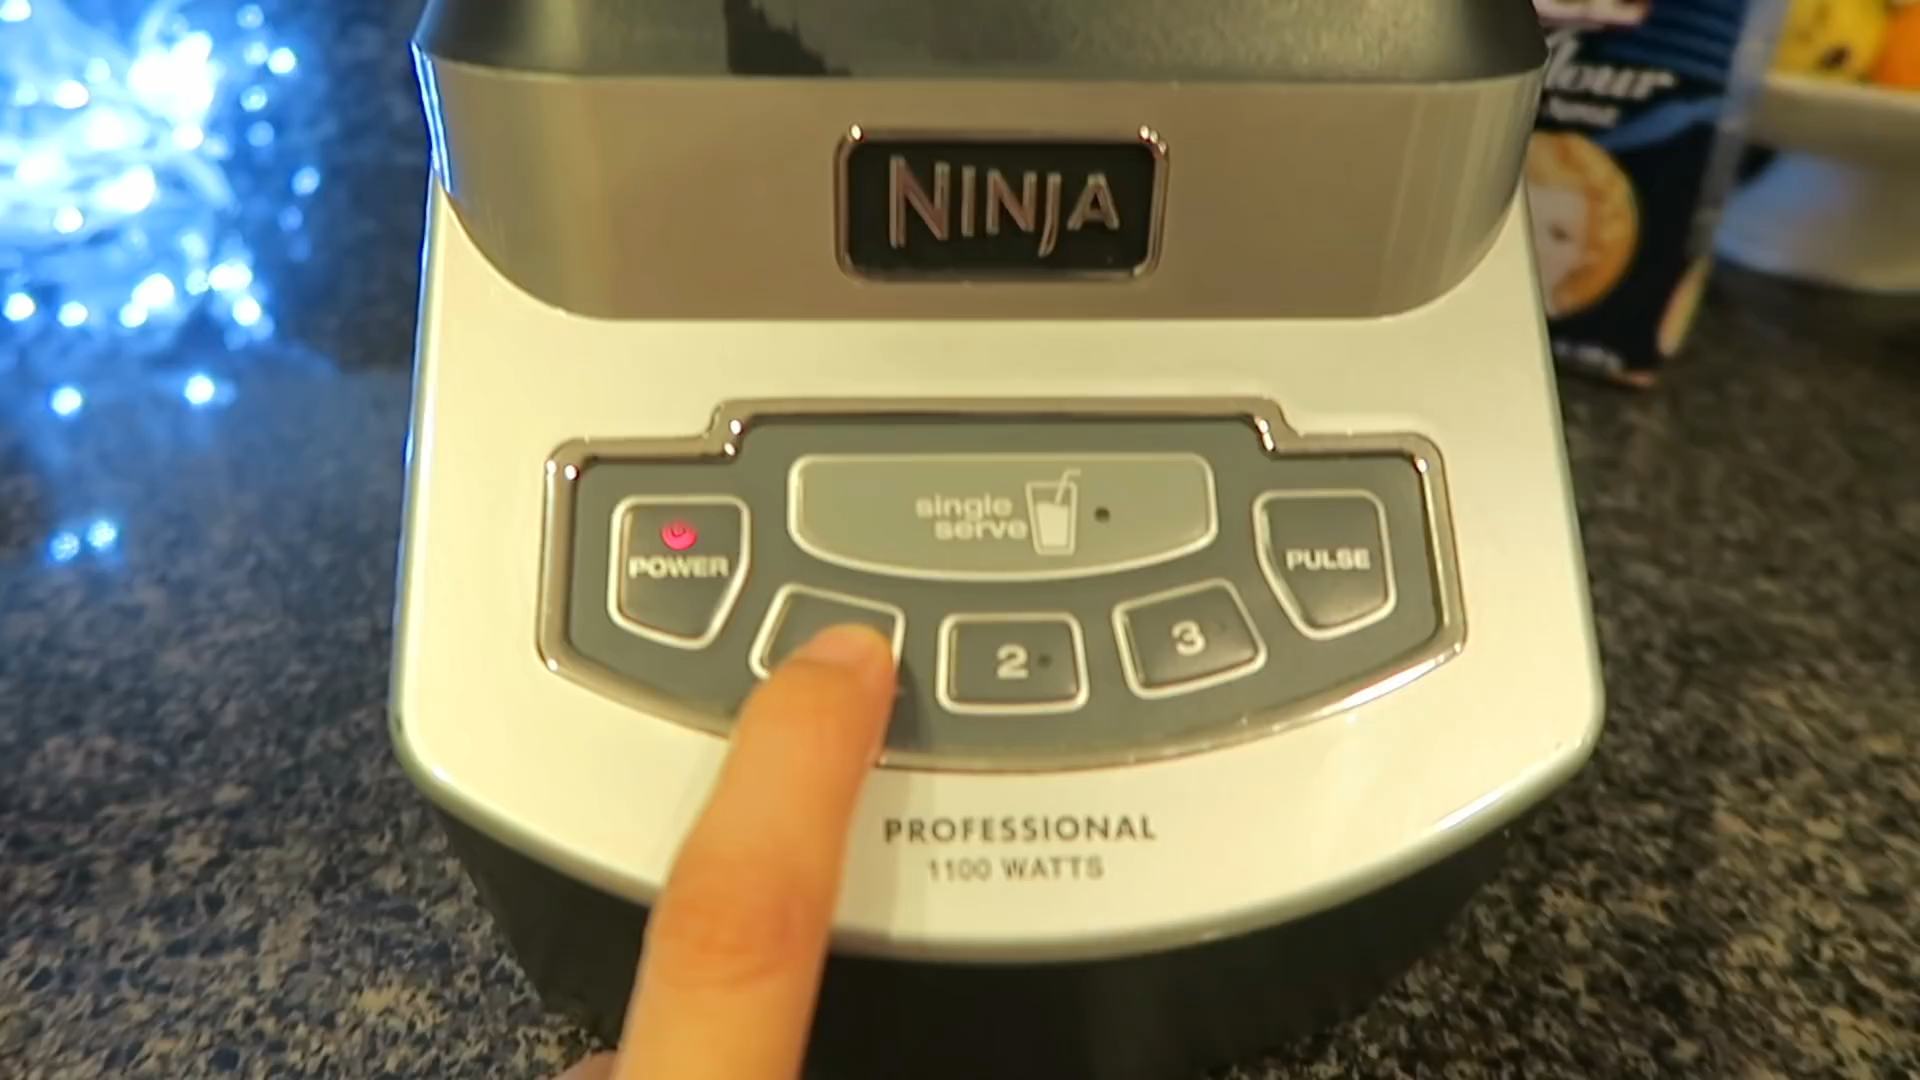 NINJA
single
serve
POWER
PULSE
2
3
PROFESSIONAL
1100 WATTS